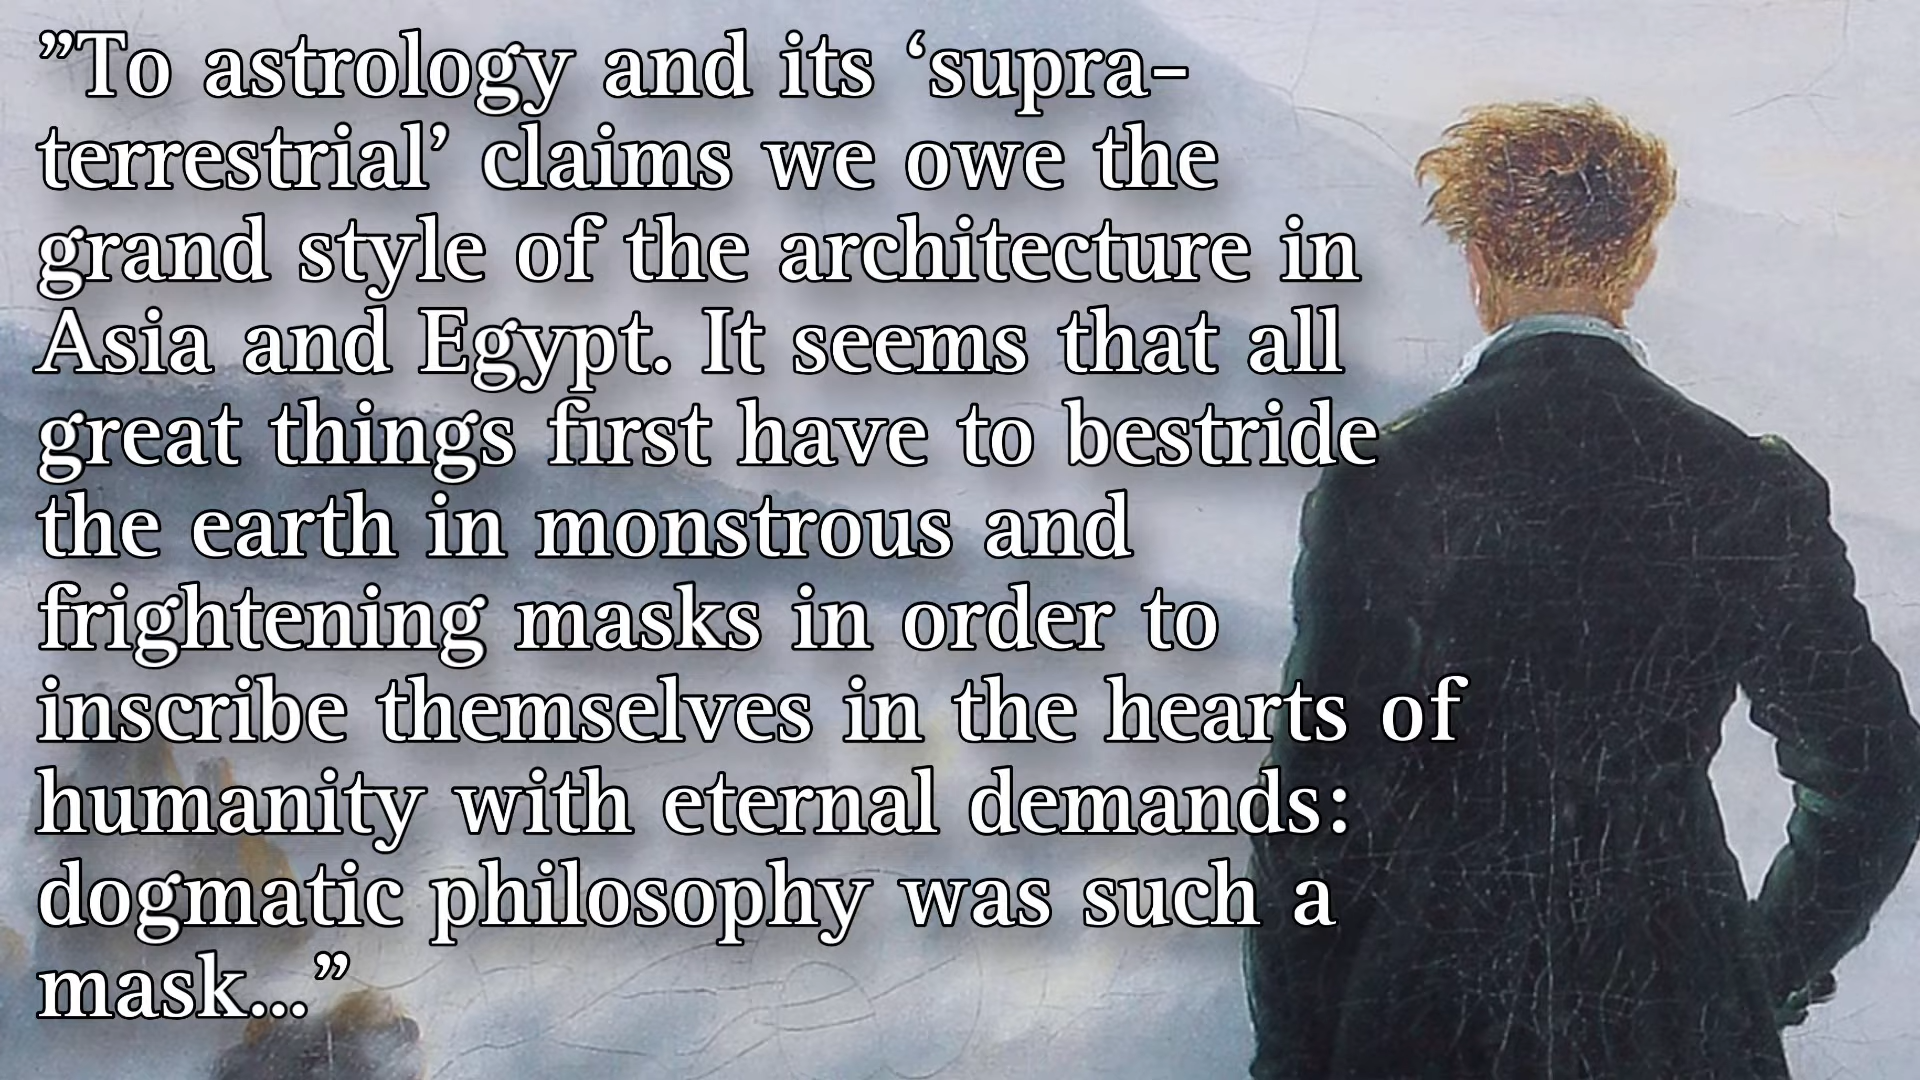 ”To astrology and its ‘supra-
terrestrial’ claims we owe the
grand style of the architecture in
Asia and Egypt. It seems that all
great things first have to bestride
the earth in monstrous and
frightening masks in order to
inscribe themselves in the hearts of
humanity with eternal demands:
dogmatic philosophy was such a
mask...”